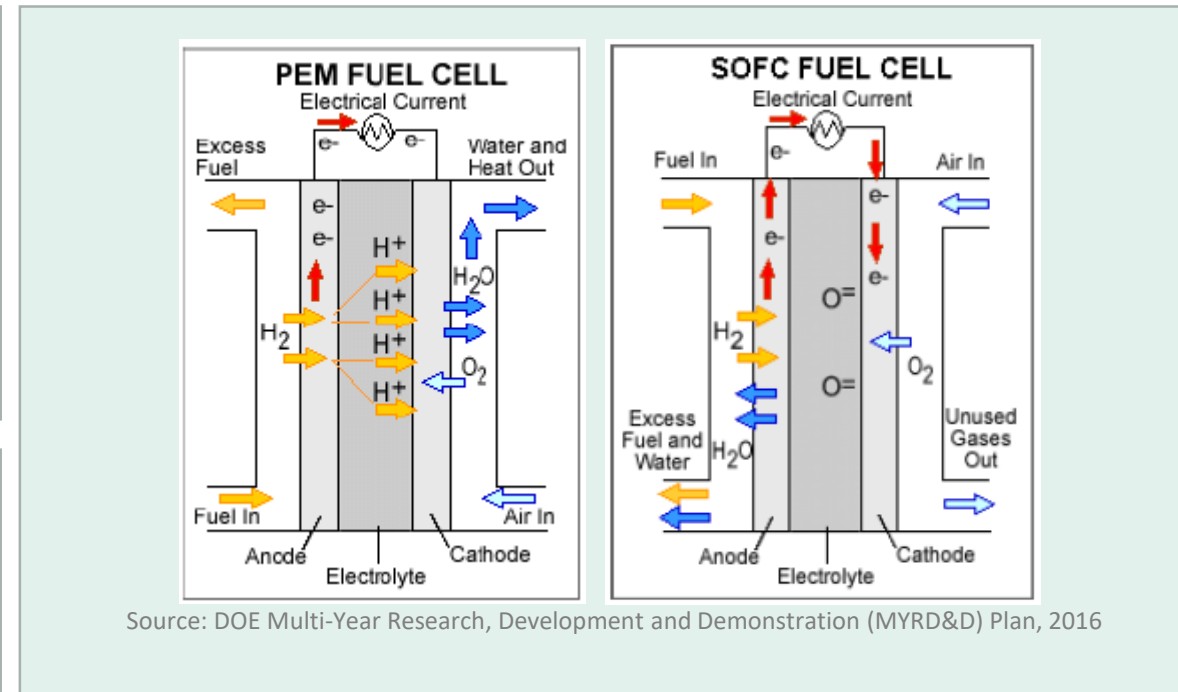 PEM FUEL CELL
Electrical Current
e-
e-
Excess
Fuel
Water and
Heat Out
e-
e-
H+
H2O
H+
H2
H+
O2
H+
Fuel In
Air In
Anode
Cathode
Electrolyte
SOFC FUEL CELL
Electrical Current
e-
Fuel In
Air In
e-
e-
e-
O=
H2
O2
O=
Excess
Fuel and
Water
H2O
Unused
Gases
Out
Anode
Cathode
Electrolyte
Source: DOE Multi-Year Research, Development and Demonstration (MYRD&D) Plan, 2016